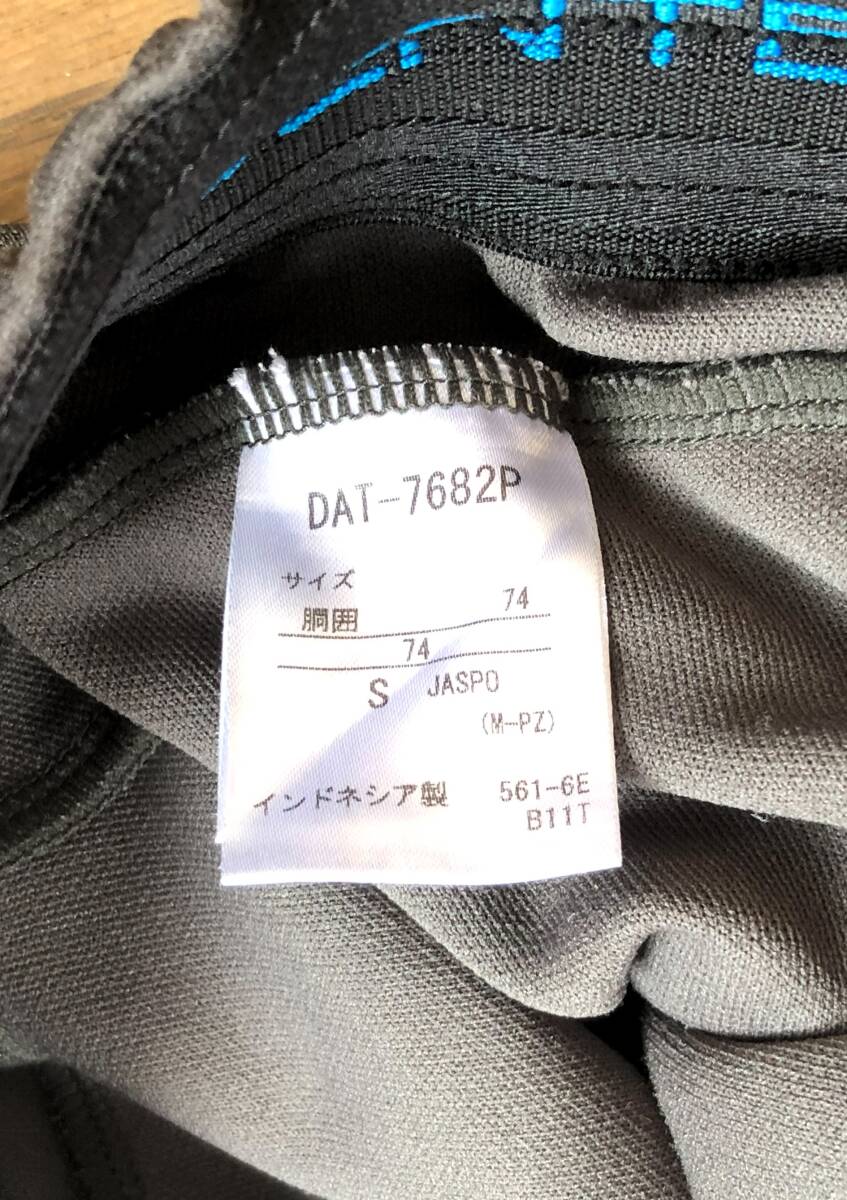 DAT-7682P
サイズ
胴囲 74
74
S JASPO
(M-PZ)
インドネシア製 561-6E
B11T